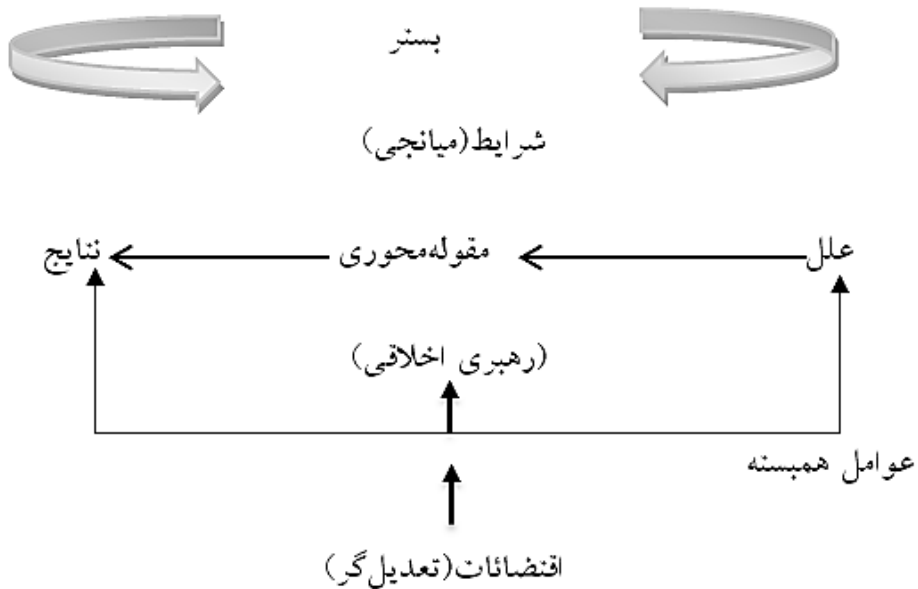 بستر
شرایط(میانجی)
علل
مقوله‌محوری
نتایج
(رهبری اخلاقی)
عوامل همبسته
اقتضائات(تعدیل‌گر)